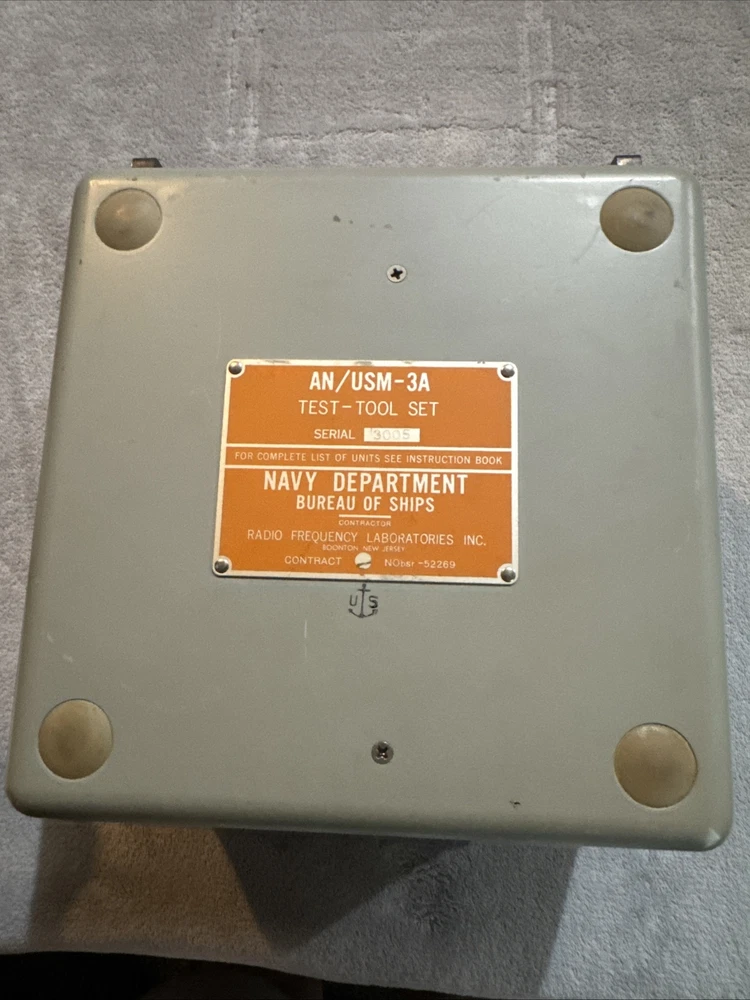 AN/USM-3A
TEST-TOOL SET
SERIAL 3005
FOR COMPLETE LIST OF UNITS SEE INSTRUCTION BOOK
NAVY DEPARTMENT
BUREAU OF SHIPS
CONTRACTOR
RADIO FREQUENCY LABORATORIES INC.
BOONTON NEW JERSEY
CONTRACT NObsr-52269
U S